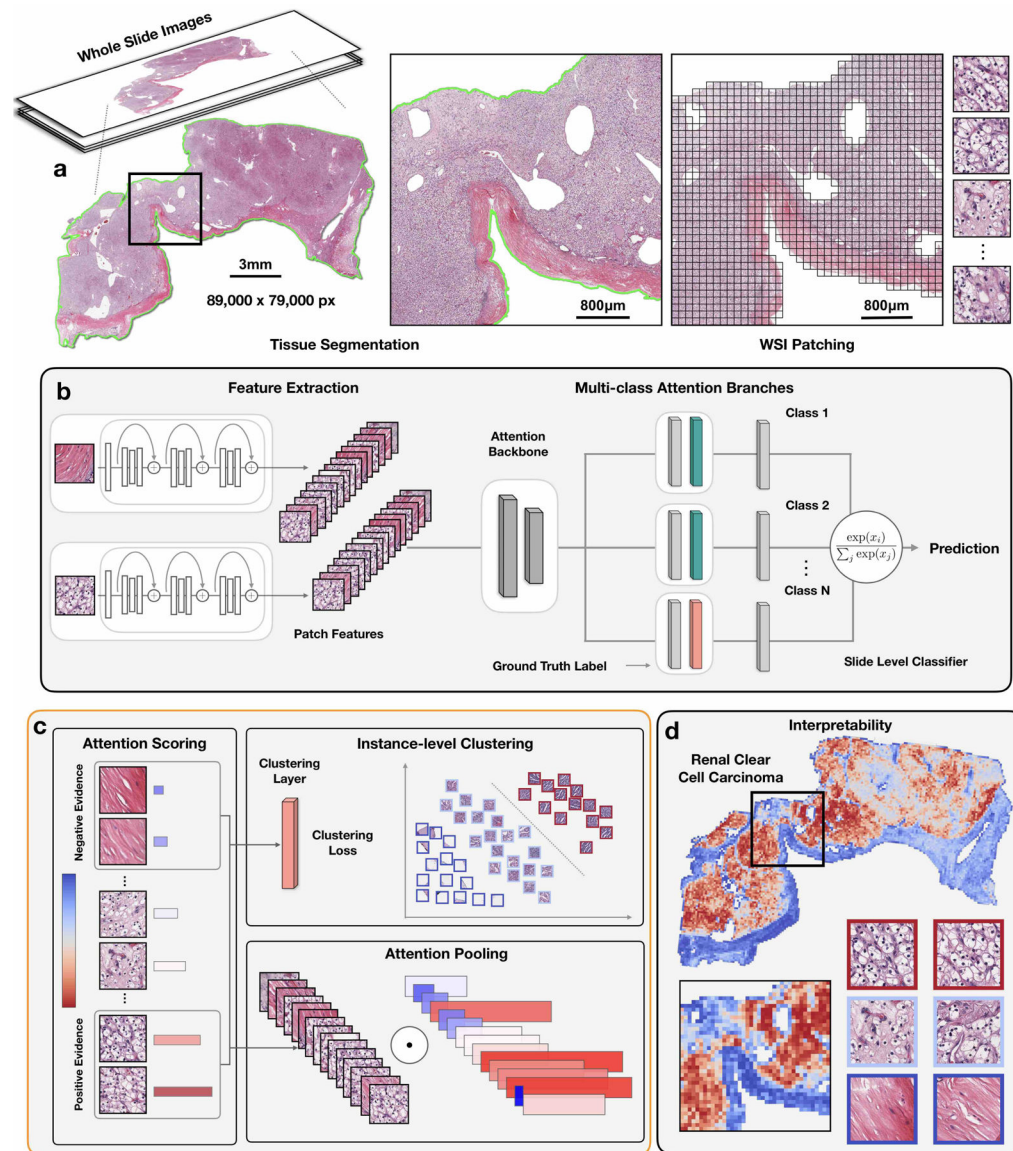 Whole Slide Images
a
3mm
89,000 x 79,000 px
800μm
800μm
Tissue Segmentation
WSI Patching
b
Feature Extraction
Multi-class Attention Branches
Attention
Backbone
Class 1
Class 2
Class N
exp(x_i)
∑_j exp(x_j)
Prediction
Patch Features
Ground Truth Label
Slide Level Classifier
c
Attention Scoring
Negative Evidence
Positive Evidence
Instance-level Clustering
Clustering
Layer
Clustering
Loss
Attention Pooling
d
Interpretability
Renal Clear
Cell Carcinoma